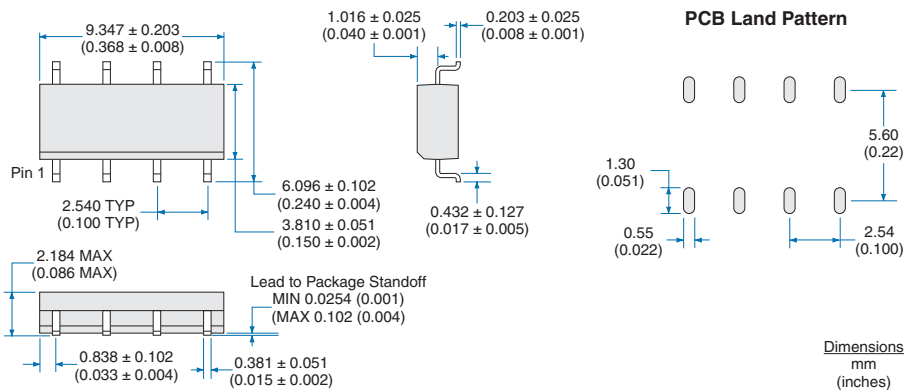 9.347 ± 0.203
(0.368 ± 0.008)
1.016 ± 0.025
(0.040 ± 0.001)
0.203 ± 0.025
(0.008 ± 0.001)
PCB Land Pattern
Pin 1
2.540 TYP
(0.100 TYP)
6.096 ± 0.102
(0.240 ± 0.004)
3.810 ± 0.051
(0.150 ± 0.002)
0.432 ± 0.127
(0.017 ± 0.005)
5.60
(0.22)
1.30
(0.051)
0.55
(0.022)
2.54
(0.100)
2.184 MAX
(0.086 MAX)
Lead to Package Standoff
MIN 0.0254 (0.001)
(MAX 0.102 (0.004)
0.838 ± 0.102
(0.033 ± 0.004)
0.381 ± 0.051
(0.015 ± 0.002)
Dimensions
mm
(inches)